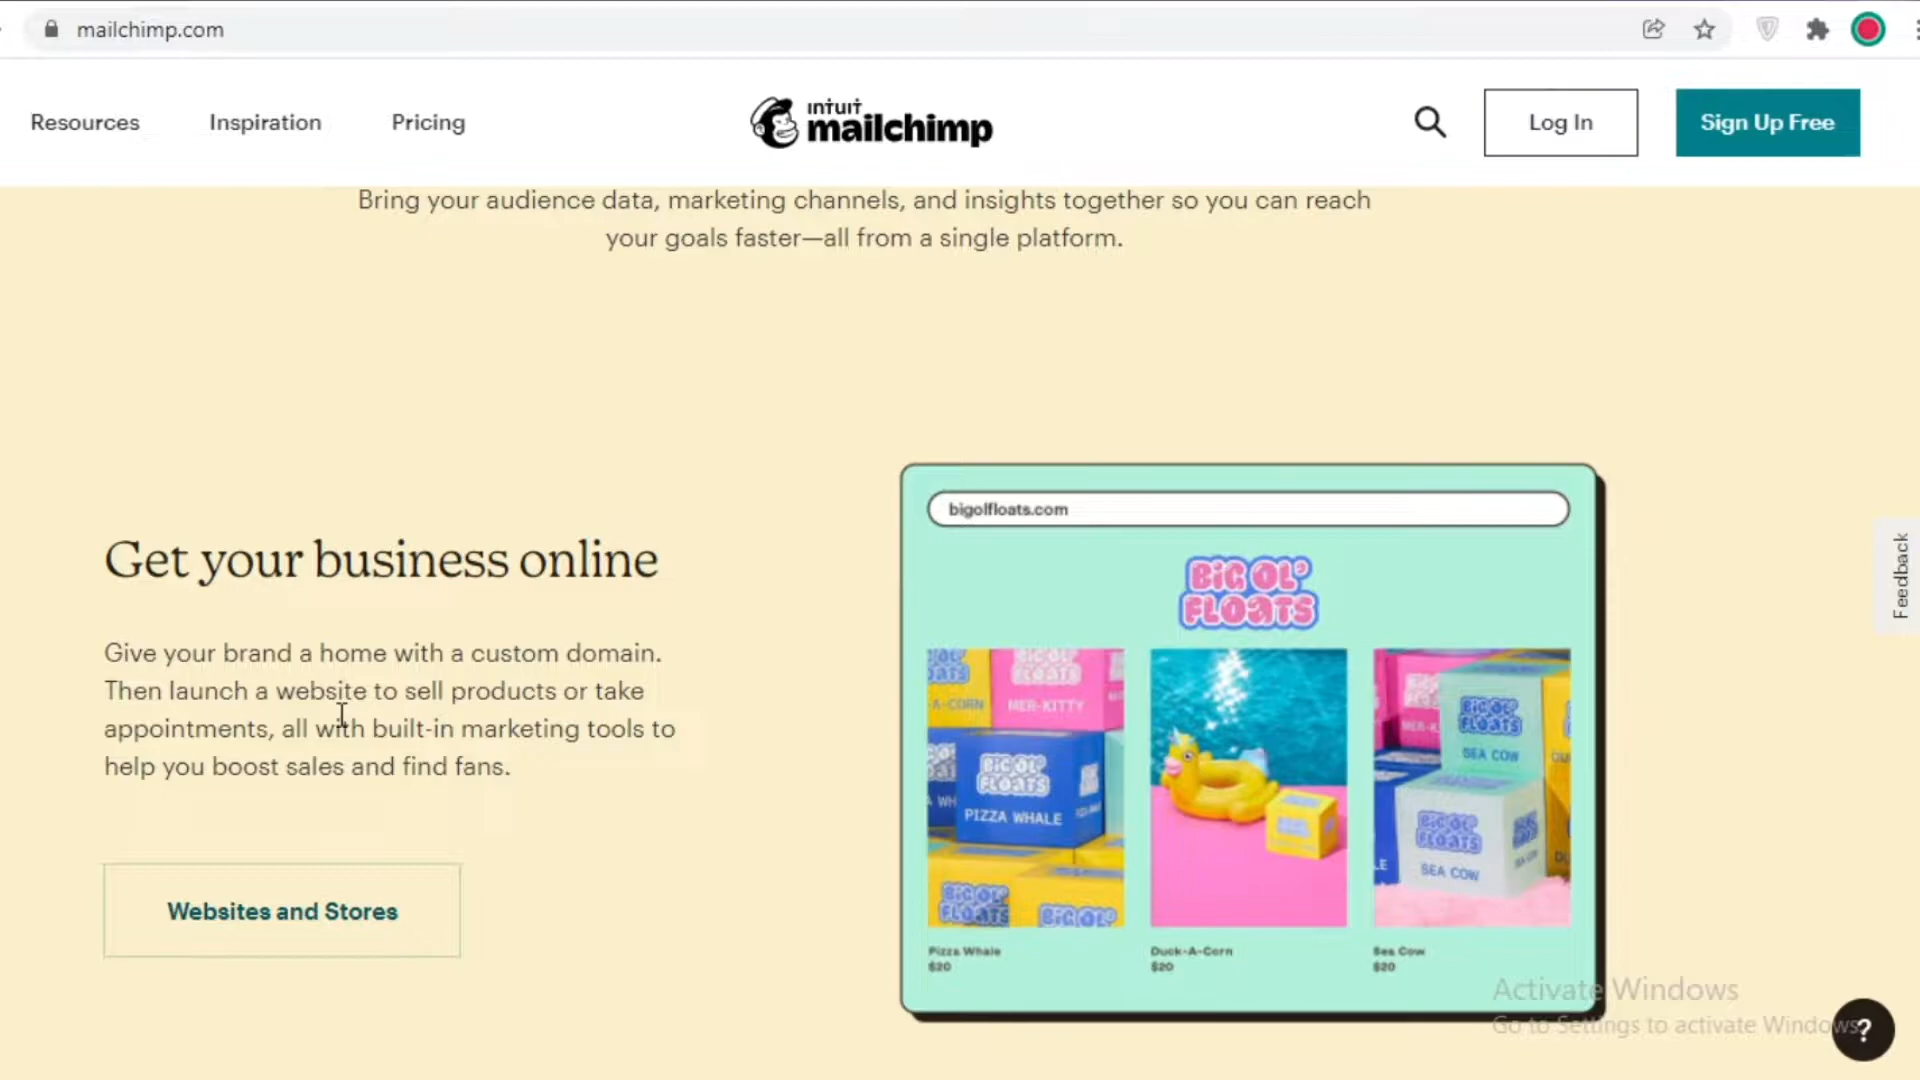 mailchimp.com
Resources
Inspiration
Pricing
INTUIT
mailchimp
Log In
Sign Up Free
Bring your audience data, marketing channels, and insights together so you can reach
your goals faster—all from a single platform.
Get your business online
Give your brand a home with a custom domain.
Then launch a website to sell products or take
appointments, all with built-in marketing tools to
help you boost sales and find fans.
Websites and Stores
bigolfloats.com
BIG OL'
FLOATS
FLOATS
A-CORN
MER-KITTY
BIG OL'
FLOATS
PIZZA WHALE
BIG OL'
FLOATS
BIG OL'
BIG OL'
FLOATS
SEA COW
BIG OL'
FLOATS
SEA COW
Pizza Whale
$20
Duck-A-Corn
$20
Sea Cow
$20
Feedback
Activate Windows
Go to Settings to activate Windows
?